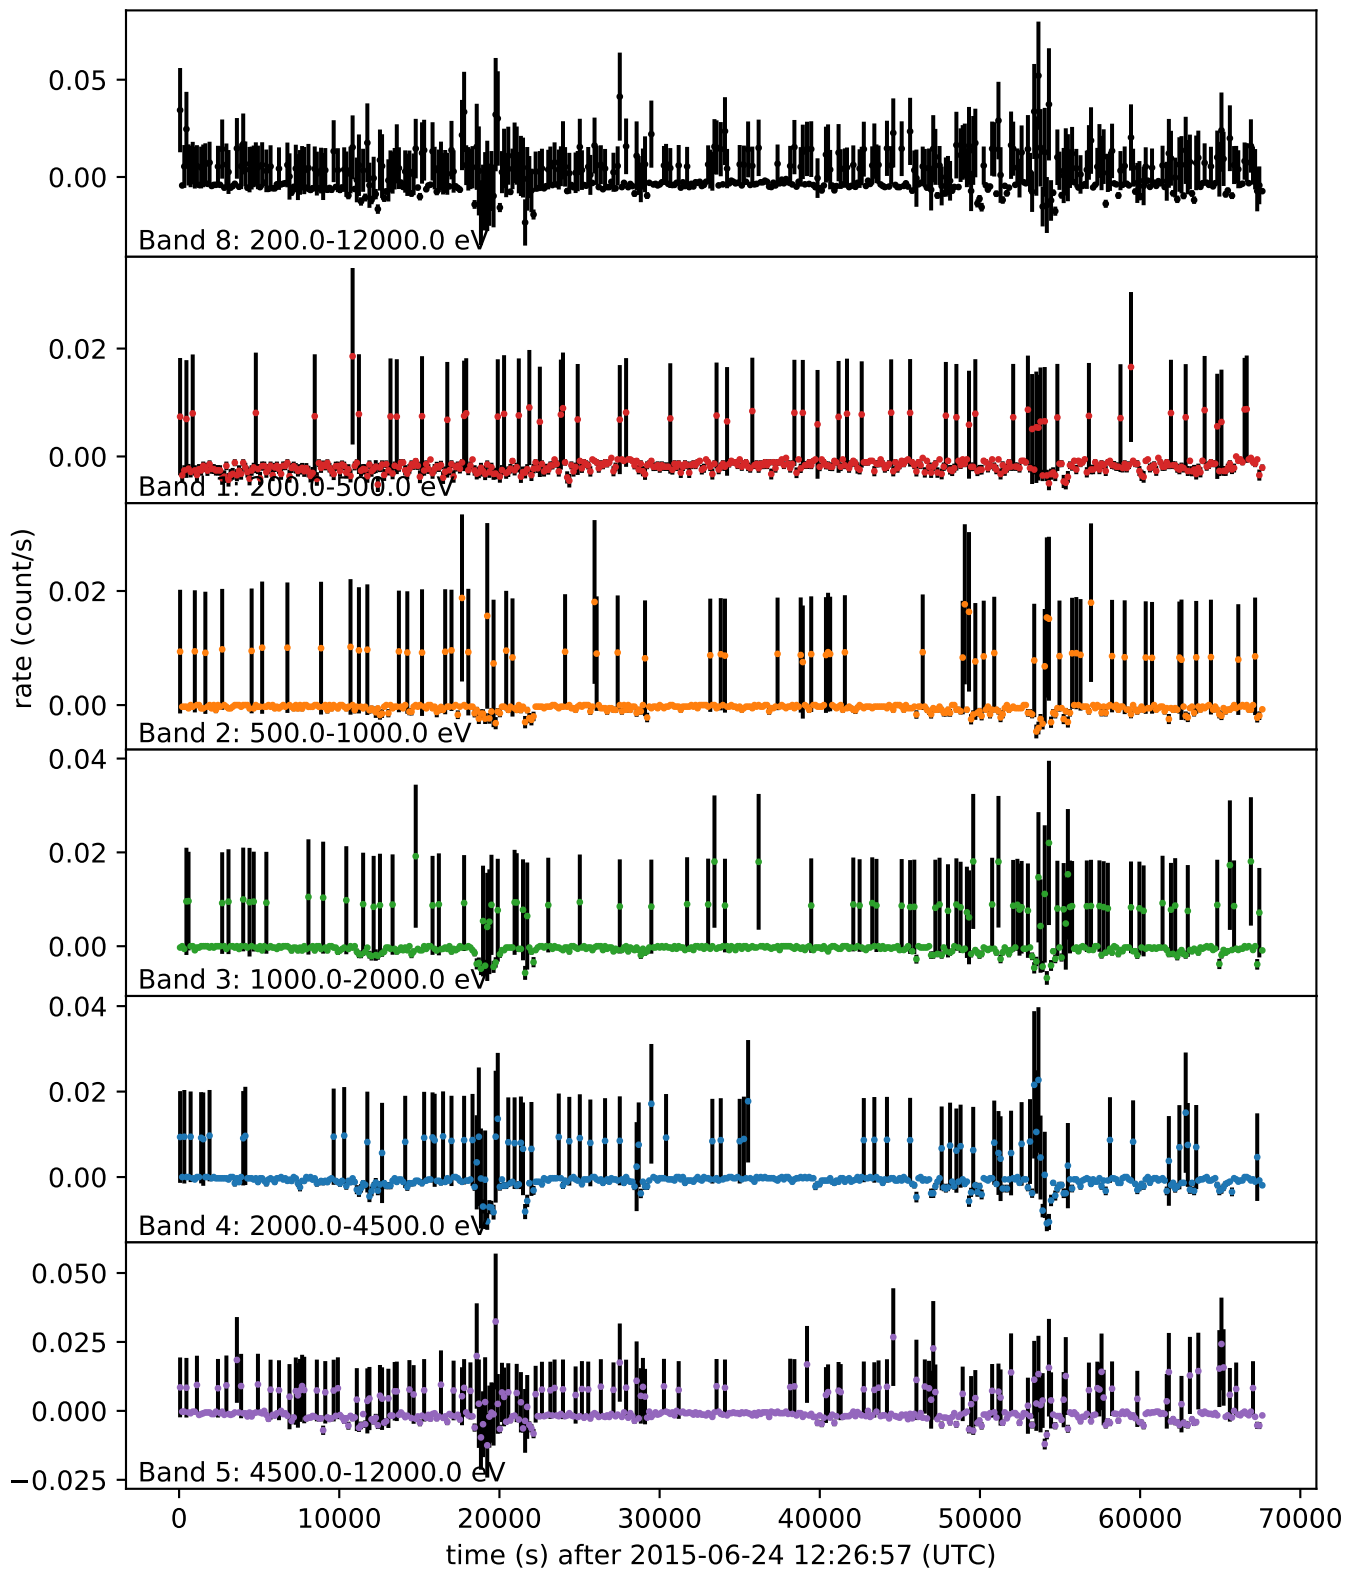 0.05
0.00
Band 8: 200.0-12000.0 eV
0.02
0.00
Band 1: 200.0-500.0 eV
rate (count/s)
0.02
0.00
Band 2: 500.0-1000.0 eV
0.04
0.02
0.00
Band 3: 1000.0-2000.0 eV
0.04
0.02
0.00
Band 4: 2000.0-4500.0 eV
0.050
0.025
0.000
−0.025
Band 5: 4500.0-12000.0 eV
0 10000 20000 30000 40000 50000 60000 70000
time (s) after 2015-06-24 12:26:57 (UTC)